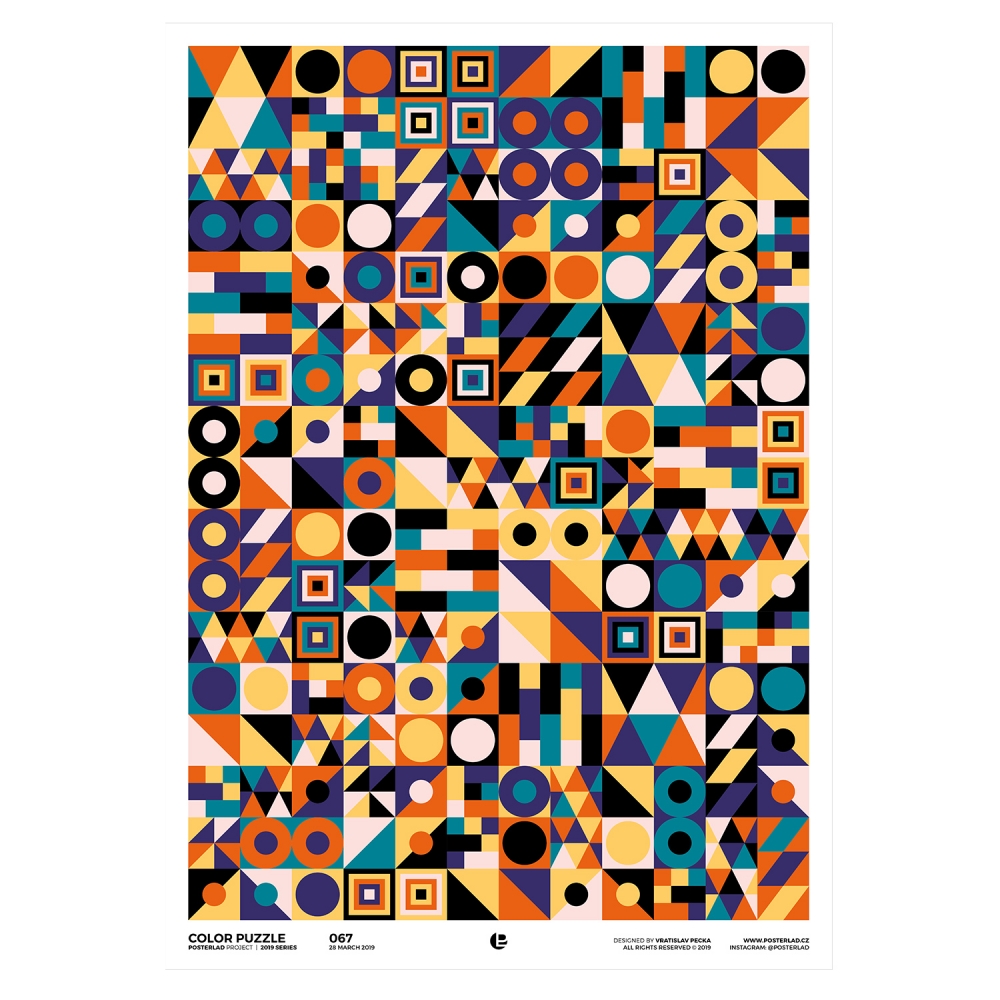 COLOR PUZZLE
POSTERLAD PROJECT | 2019 SERIES
067
28 MARCH 2019
DESIGNED BY VRATISLAV PECKA
ALL RIGHTS RESERVED © 2019
WWW.POSTERLAD.CZ
INSTAGRAM: @POSTERLAD